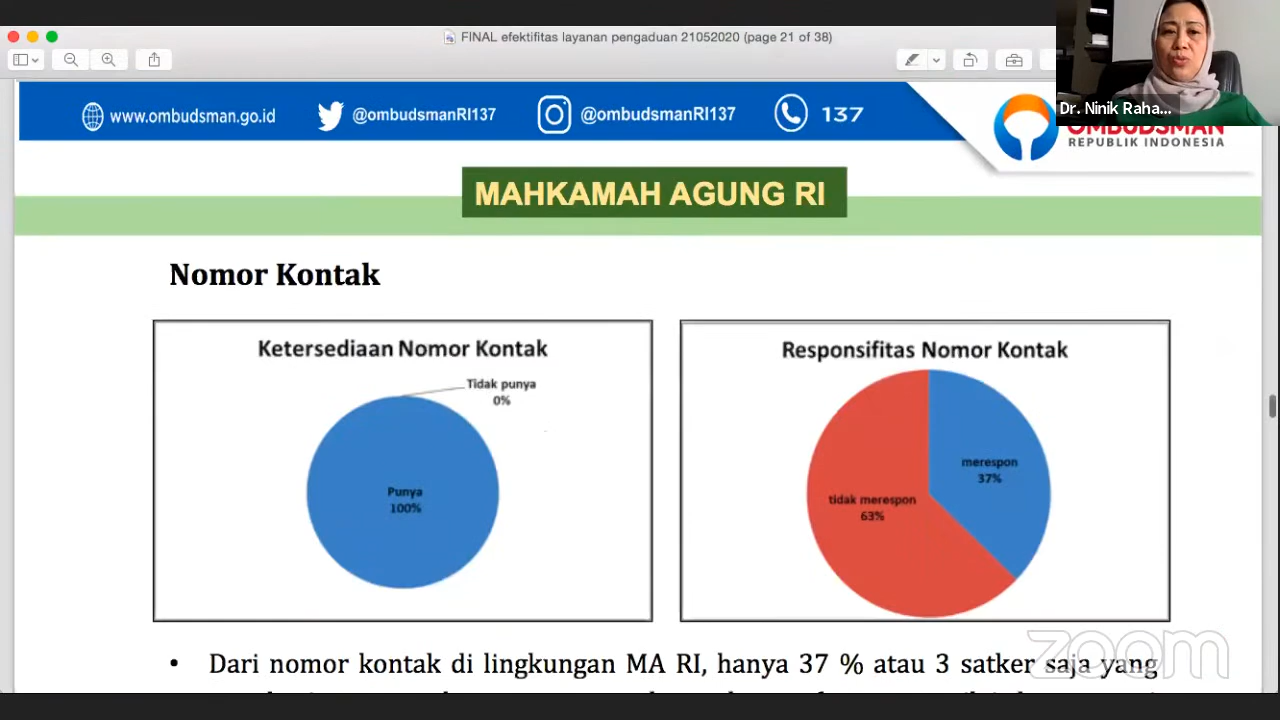 FINAL efektifitas layanan pengaduan 21052020 (page 21 of 38)
Dr. Ninik Raha...
www.ombudsman.go.id
@ombudsmanRI137
@ombudsmanRI137
137
OMBUDSMAN
REPUBLIK INDONESIA
MAHKAMAH AGUNG RI
Nomor Kontak
Ketersediaan Nomor Kontak
Tidak punya
0%
Punya
100%
Responsifitas Nomor Kontak
merespon
37%
tidak merespon
63%
• Dari nomor kontak di lingkungan MA RI, hanya 37 % atau 3 satker saja yang
zoom